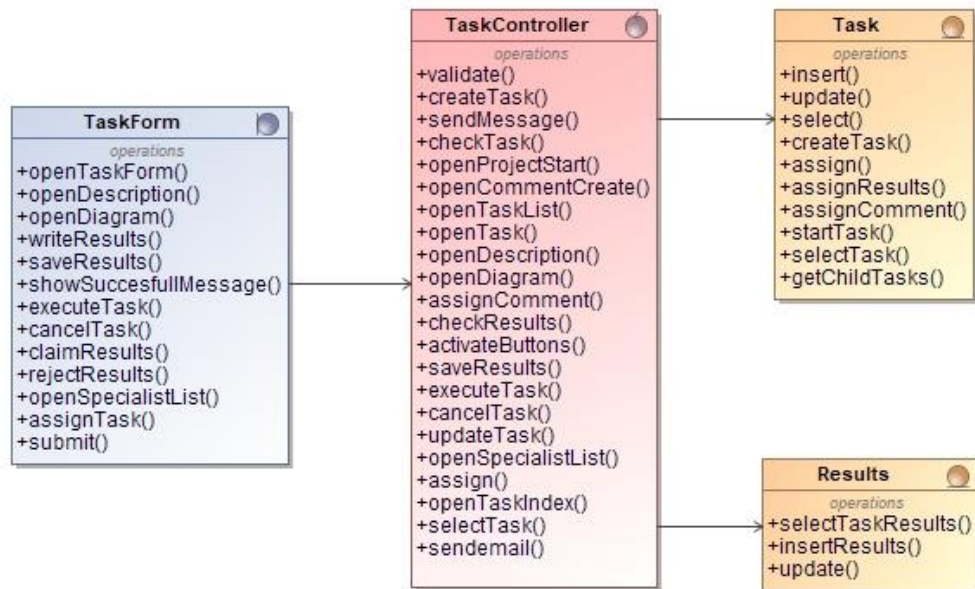 TaskForm
operations
+openTaskForm()
+openDescription()
+openDiagram()
+writeResults()
+saveResults()
+showSuccesfullMessage()
+executeTask()
+cancelTask()
+claimResults()
+rejectResults()
+openSpecialistList()
+assignTask()
+submit()
TaskController
operations
+validate()
+createTask()
+sendMessage()
+checkTask()
+openProjectStart()
+openCommentCreate()
+openTaskList()
+openTask()
+openDescription()
+openDiagram()
+assignComment()
+checkResults()
+activateButtons()
+saveResults()
+executeTask()
+cancelTask()
+updateTask()
+openSpecialistList()
+assign()
+openTaskIndex()
+selectTask()
+sendemail()
Task
operations
+insert()
+update()
+select()
+createTask()
+assign()
+assignResults()
+assignComment()
+startTask()
+selectTask()
+getChildTasks()
Results
operations
+selectTaskResults()
+insertResults()
+update()